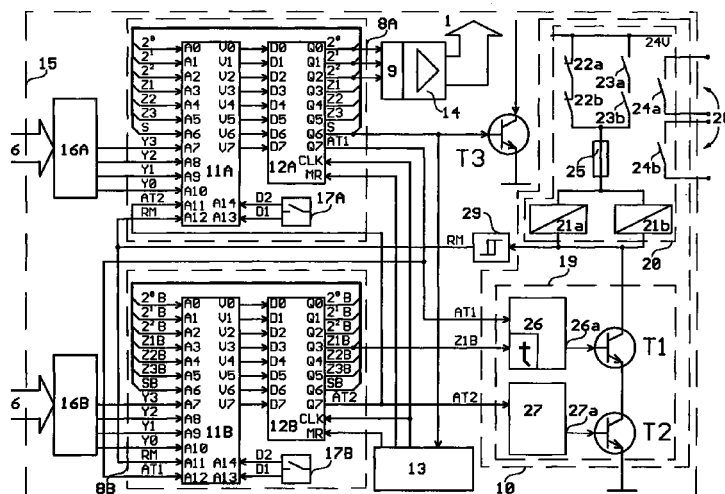 8A
1
2⁰ A0 V0 D0 Q0 2⁰
2¹ A1 V1 D1 Q1 2¹
2² A2 V2 D2 Q2 2²
Z1 A3 V3 D3 Q3 Z1
Z2 A4 V4 D4 Q4 Z2
Z3 A5 V5 D5 Q5 Z3
S A6 V6 D6 Q6 S
Y3 A7 V7 D7 Q7 AT1
Y2 A8 CLK
Y1 A9 11A 12A MR
Y0 A10
AT2 A11 A14 D2 17A
RM A12 A13 D1
15
6
16A
9
14
T3
24V
22a
23a
22b
23b
24a
24b
28
25
21a
21b
20
29
RM
19
2⁰B A0 V0 D0 Q0 2⁰B
2¹B A1 V1 D1 Q1 2¹B
2²B A2 V2 D2 Q2 2²B
Z1B A3 V3 D3 Q3 Z1B
Z2B A4 V4 D4 Q4 Z2B
Z3B A5 V5 D5 Q5 Z3B
SB A6 V6 D6 Q6 SB
Y3 A7 V7 D7 Q7 AT2
Y2 A8 CLK
Y1 A9 11B 12B MR
Y0 A10
RM A11 A14 D2 17B
AT1 A12 A13 D1
6
16B
8B
13
AT1
Z1B
26
t
26a
T1
AT2
27
27a
T2
10